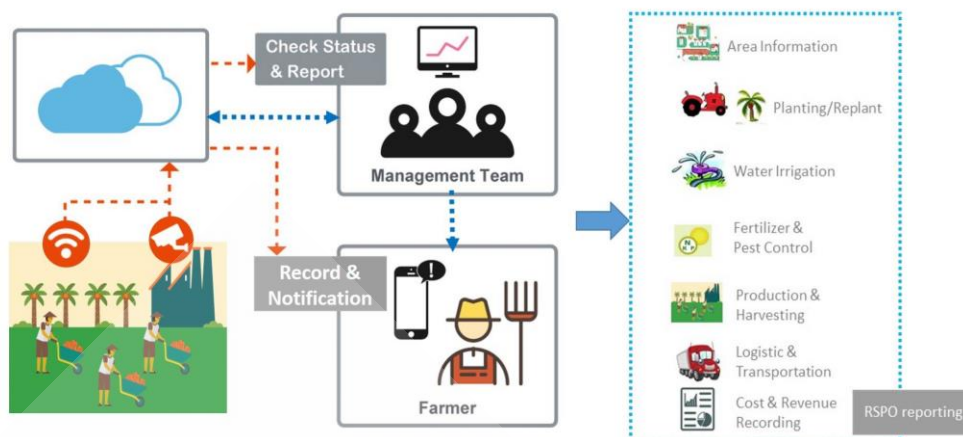 Check Status
& Report
Management Team
Record &
Notification
!
Farmer
Area Information
Planting/Replant
Water Irrigation
N
K P
Fertilizer &
Pest Control
Production &
Harvesting
Logistic &
Transportation
Cost & Revenue
Recording
RSPO reporting